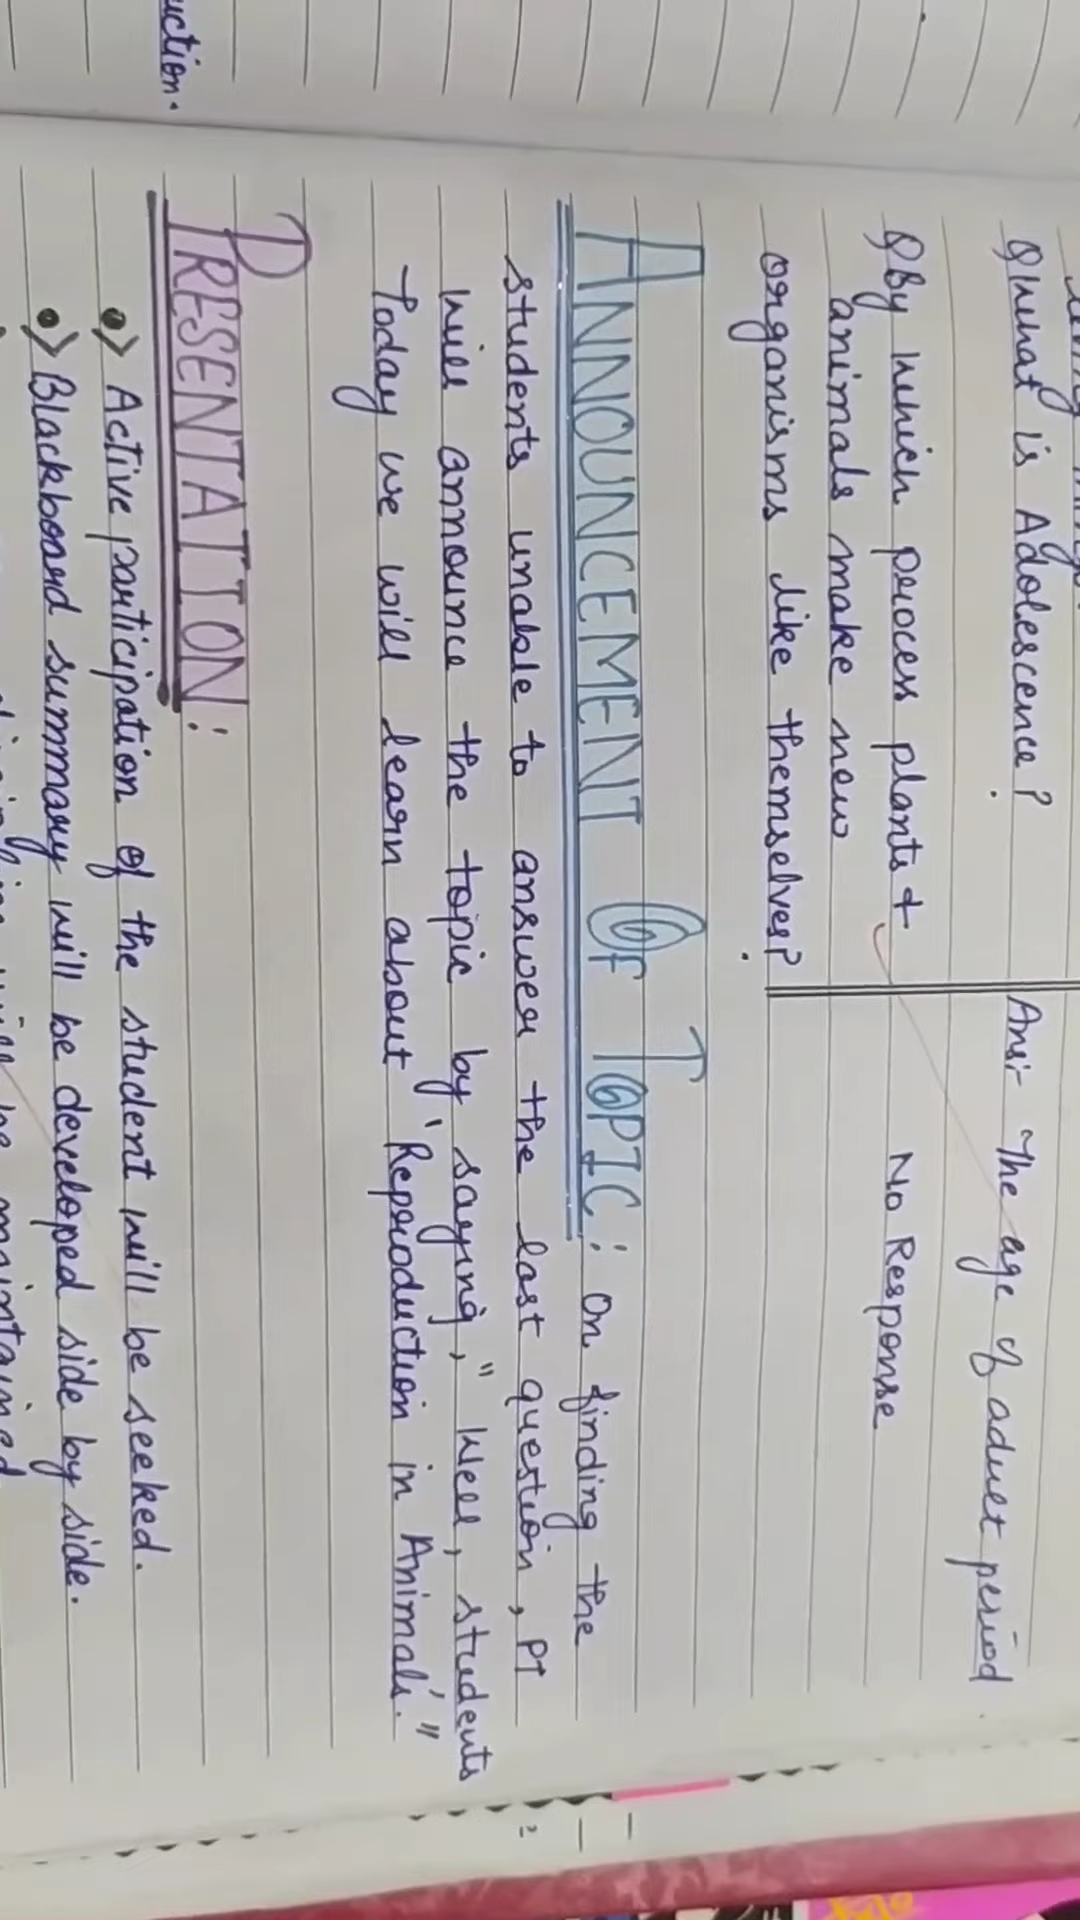 Q What is Adolescence?
Ans:- The age of adult period
Q By which process plants +
animals make new
organisms like themselves?
No Response
ANNOUNCEMENT OF TOPIC: On finding the
students unable to answer the last question, PT
will announce the topic by saying, "Well, students
Today we will learn about 'Reproduction in Animals.'"
PRESENTATION:
Active participation of the student will be seeked.
Blackboard summary will be developed side by side.
will be maintained